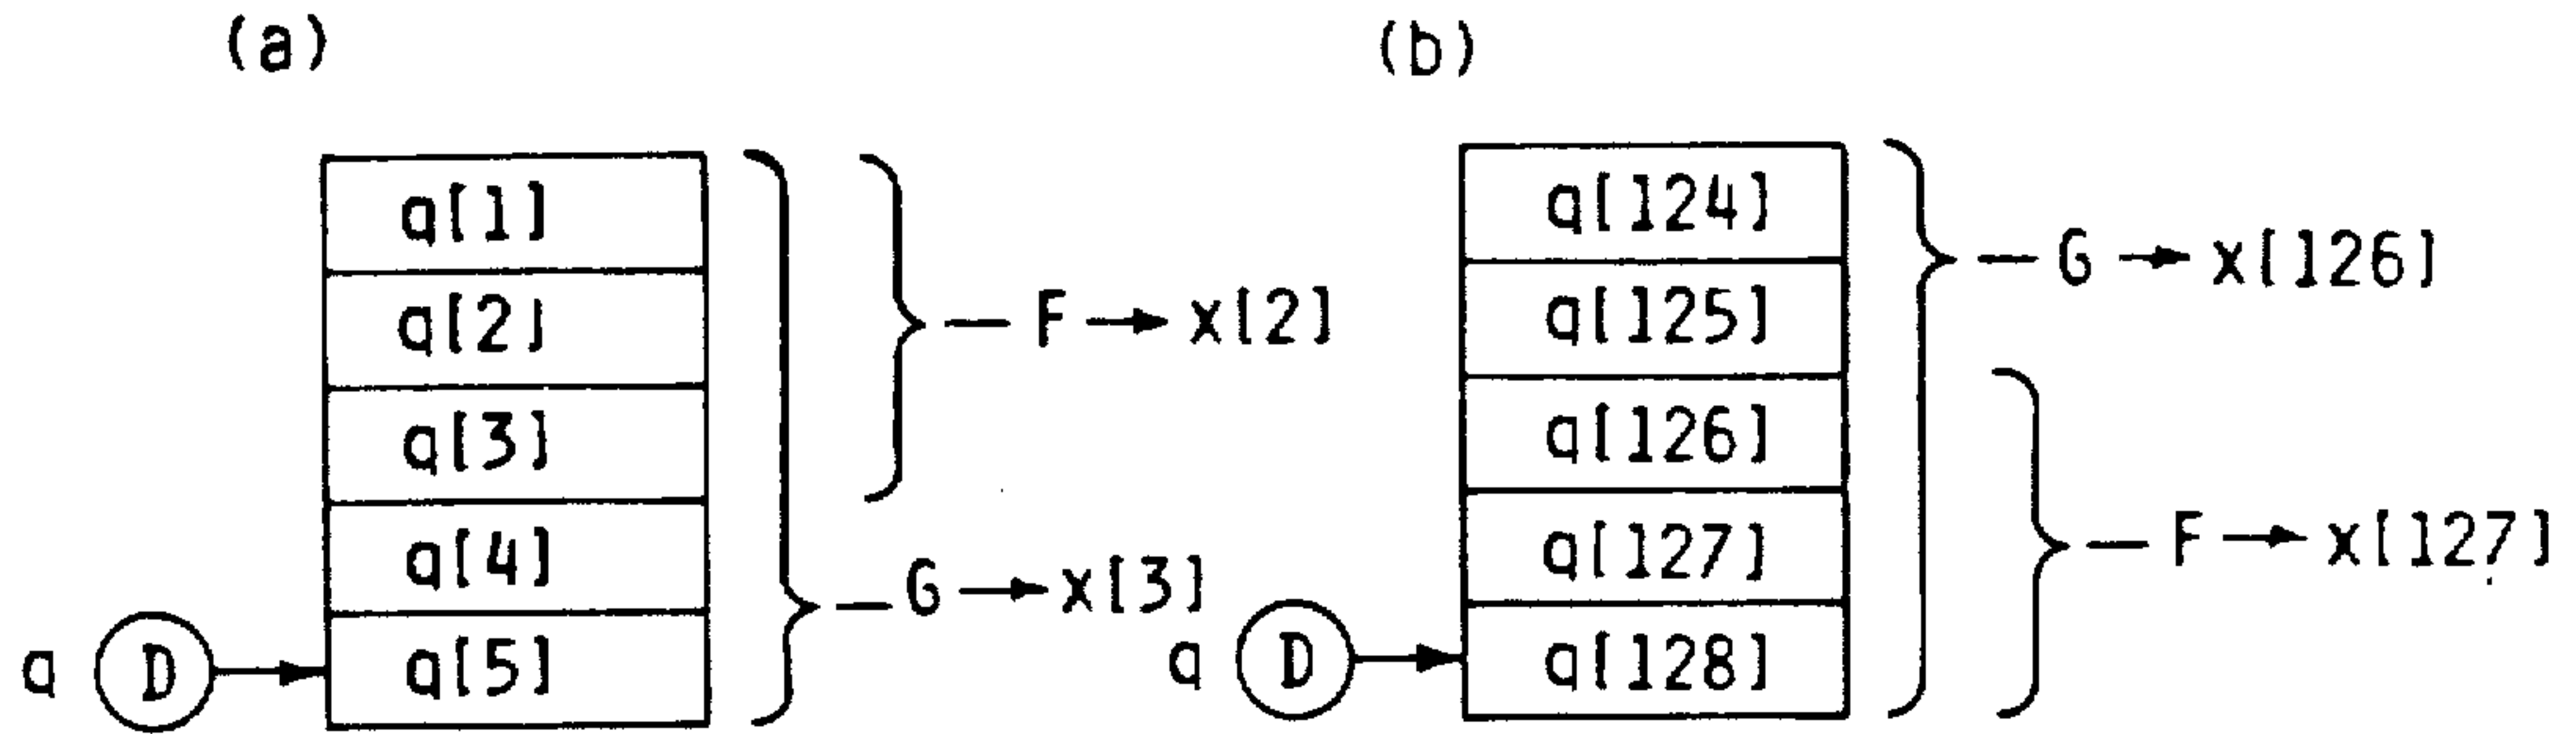 (a)
q[1]
q[2]
q[3]
q[4]
q[5]
F → x[2]
G → x[3]
q D
(b)
q[124]
q[125]
q[126]
q[127]
q[128]
G → x[126]
F → x[127]
q D